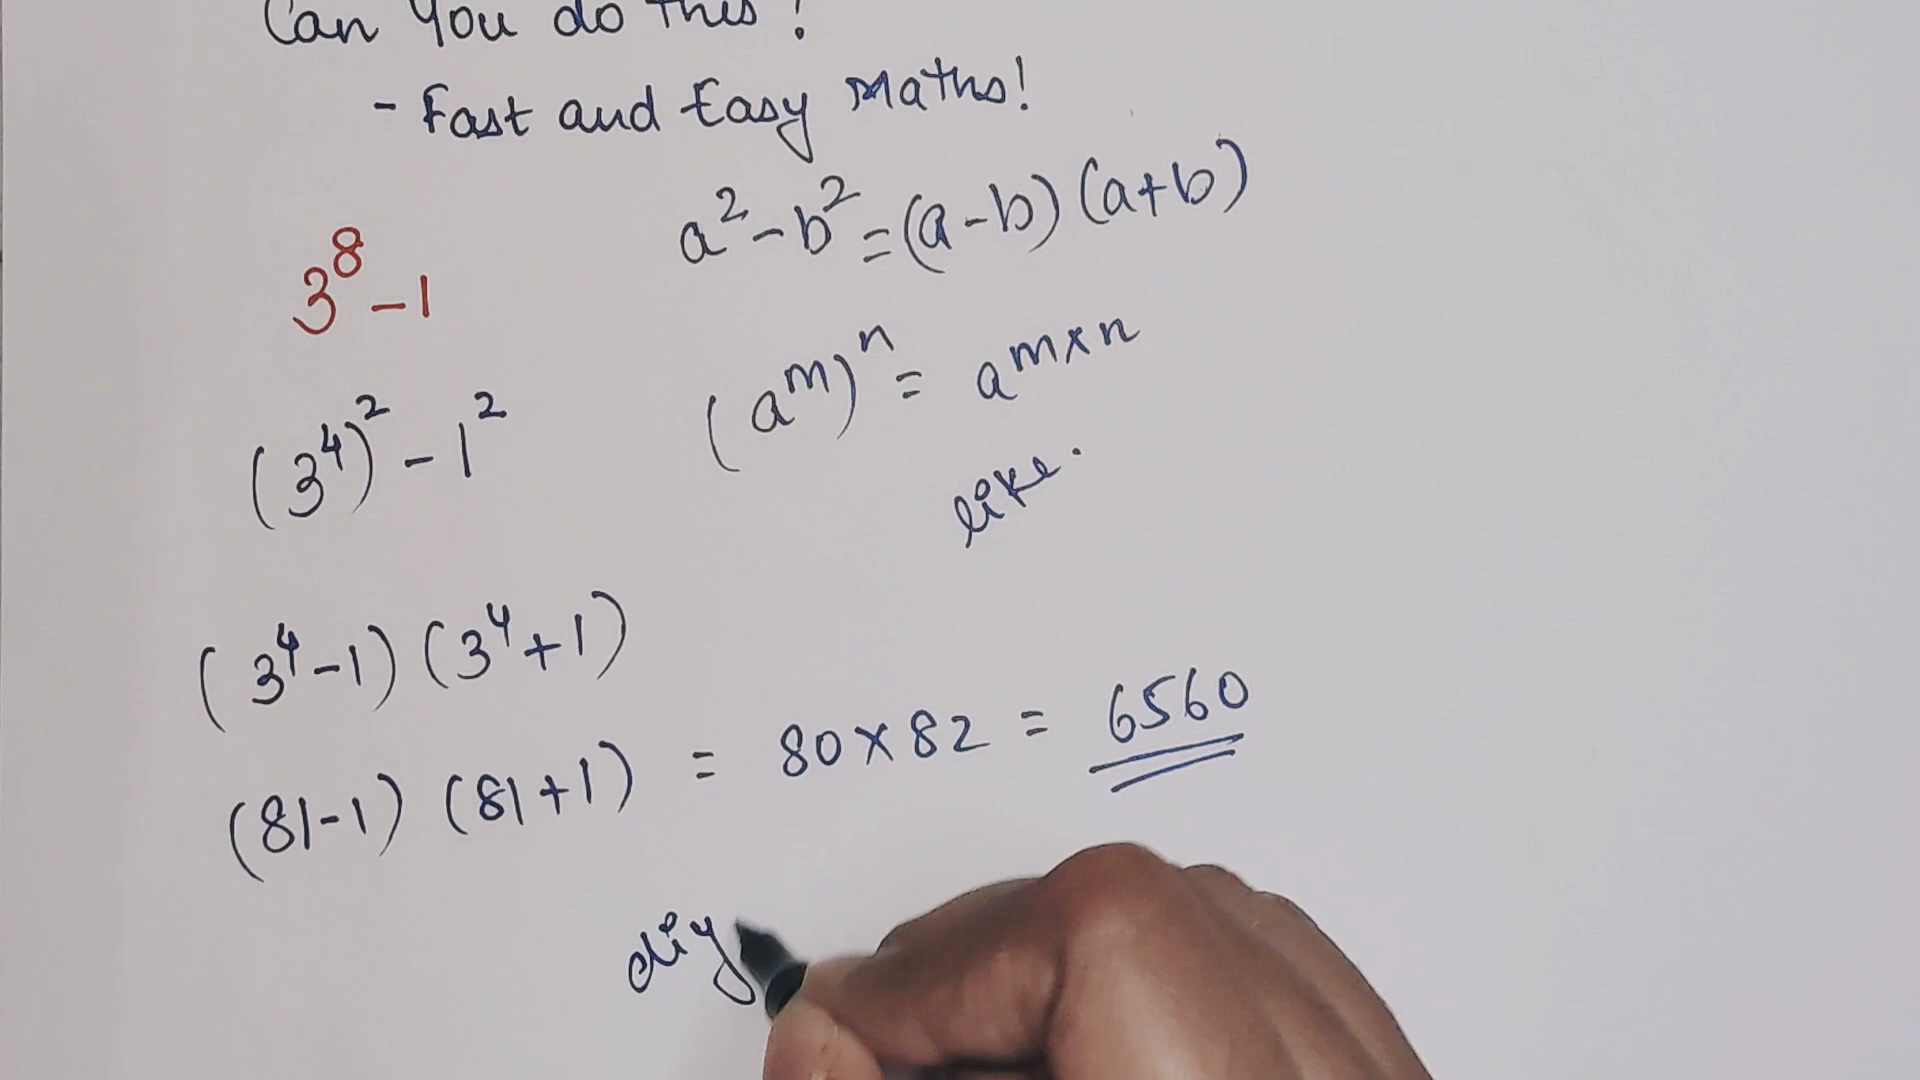 Can You do this!
- Fast and Easy Maths!
a² - b² = (a-b) (a+b)
3⁸ - 1
(aᵐ)ⁿ = aᵐˣⁿ
(3⁴)² - 1²
like.
(3⁴-1) (3⁴+1)
(81-1) (81+1) = 80 x 82 = 6560
diy